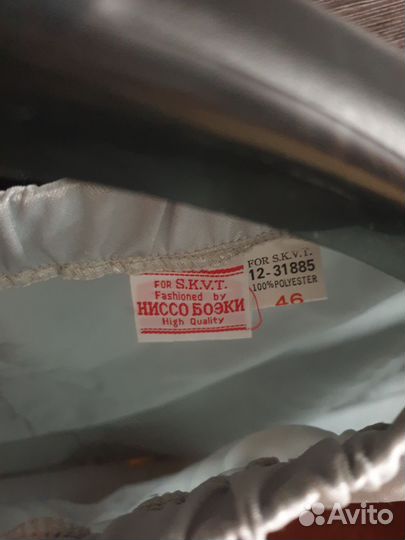 FOR S.K.V.T.
Fashioned by
НИССО БОЭКИ
High Quality
FOR S.K.V.T.
12-31885
100% POLYESTER
46
Avito